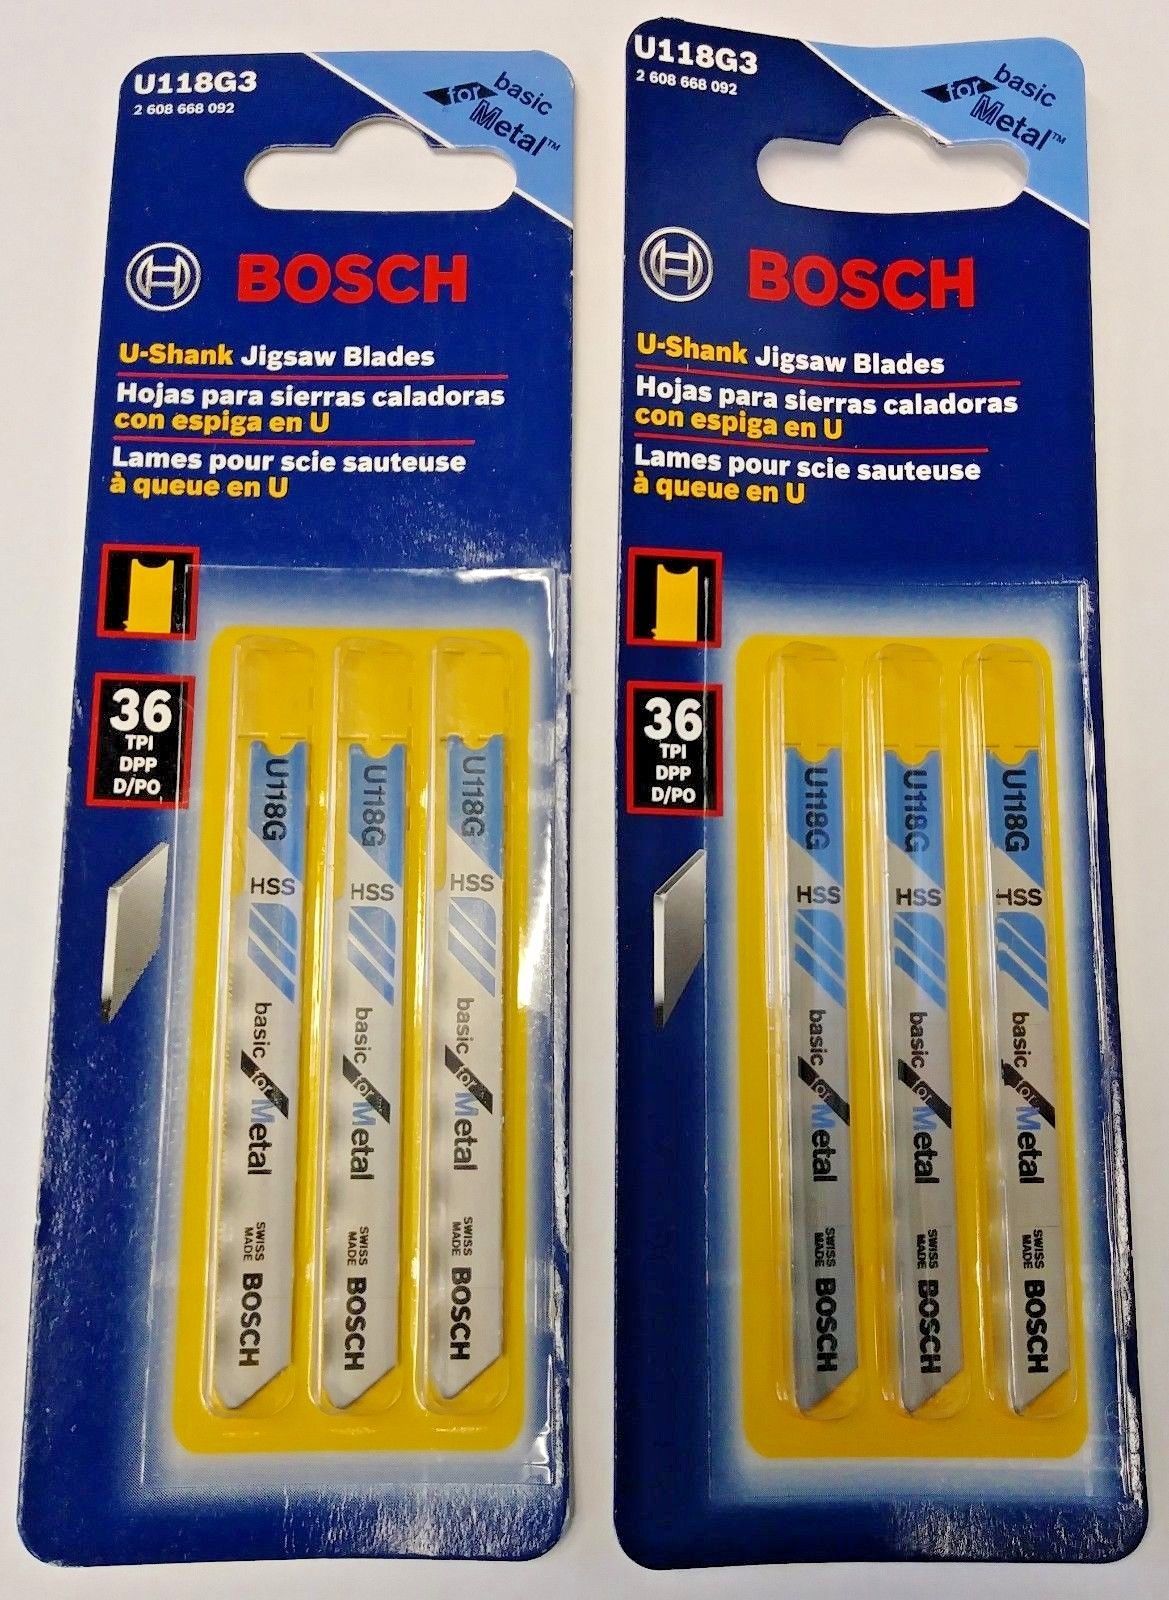 U118G3
2 608 668 092
basic
for
Metal™
BOSCH
U-Shank Jigsaw Blades
Hojas para sierras caladoras
con espiga en U
Lames pour scie sauteuse
à queue en U
36
TPI
DPP
D/PO
U118G
HSS
basic for Metal
SWISS
MADE
BOSCH
U118G
HSS
basic for Metal
SWISS
MADE
BOSCH
U118G
HSS
basic for Metal
SWISS
MADE
BOSCH
U118G3
2 608 668 092
basic
for
Metal™
BOSCH
U-Shank Jigsaw Blades
Hojas para sierras caladoras
con espiga en U
Lames pour scie sauteuse
à queue en U
36
TPI
DPP
D/PO
U118G
HSS
basic for Metal
SWISS
MADE
BOSCH
U118G
HSS
basic for Metal
SWISS
MADE
BOSCH
U118G
HSS
basic for Metal
SWISS
MADE
BOSCH